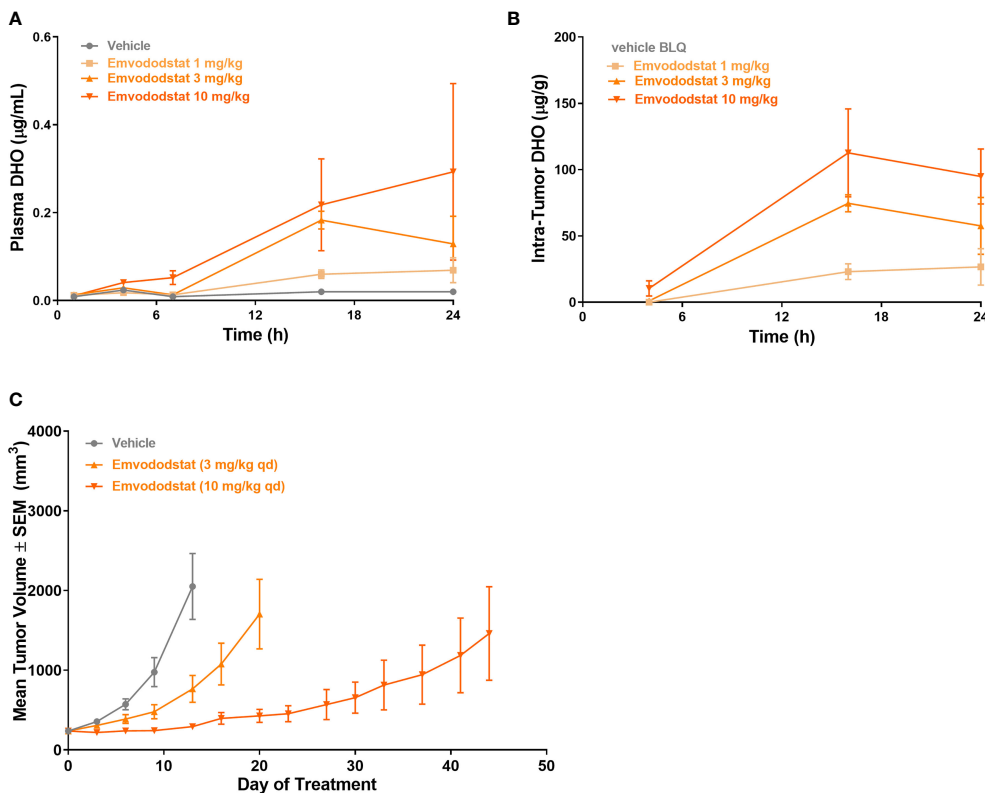 A
Plasma DHO (µg/mL)
0.6
0.4
0.2
0.0
0
6
12
18
24
Time (h)
Vehicle
Emvododstat 1 mg/kg
Emvododstat 3 mg/kg
Emvododstat 10 mg/kg
B
Intra-Tumor DHO (µg/g)
200
150
100
50
0
0
6
12
18
24
Time (h)
vehicle BLQ
Emvododstat 1 mg/kg
Emvododstat 3 mg/kg
Emvododstat 10 mg/kg
C
Mean Tumor Volume ± SEM (mm³)
4000
3000
2000
1000
0
0
10
20
30
40
50
Day of Treatment
Vehicle
Emvododstat (3 mg/kg qd)
Emvododstat (10 mg/kg qd)